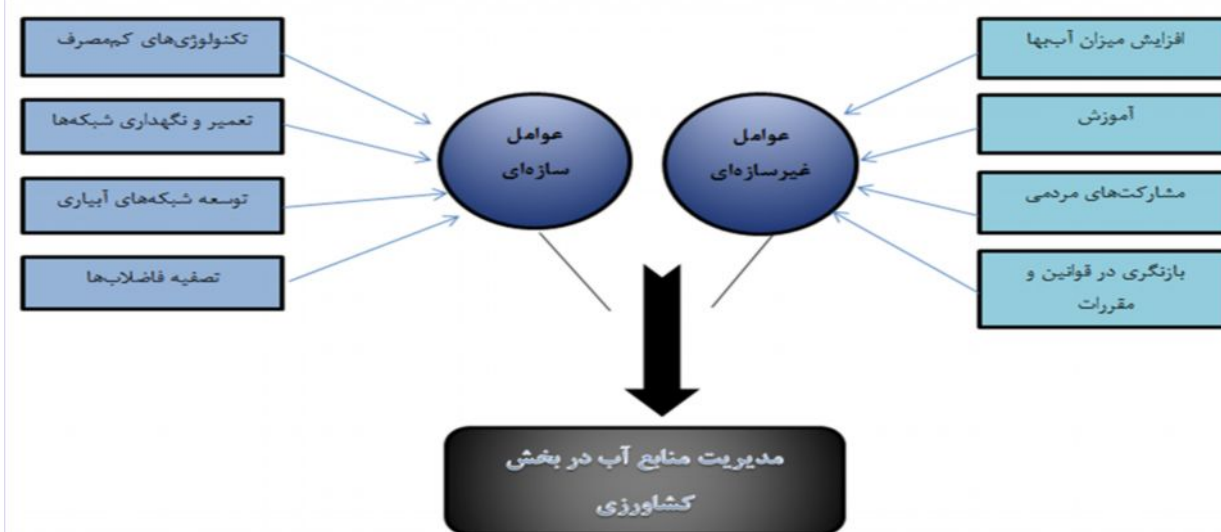 افزایش میزان آب‌بها
آموزش
مشارکت‌های مردمی
بازنگری در قوانین و
مقررات
عوامل
غیرسازه‌ای
عوامل
سازه‌ای
تکنولوژی‌های کم‌مصرف
تعمیر و نگهداری شبکه‌ها
توسعه شبکه‌های آبیاری
تصفیه فاضلاب‌ها
مدیریت منابع آب در بخش
کشاورزی